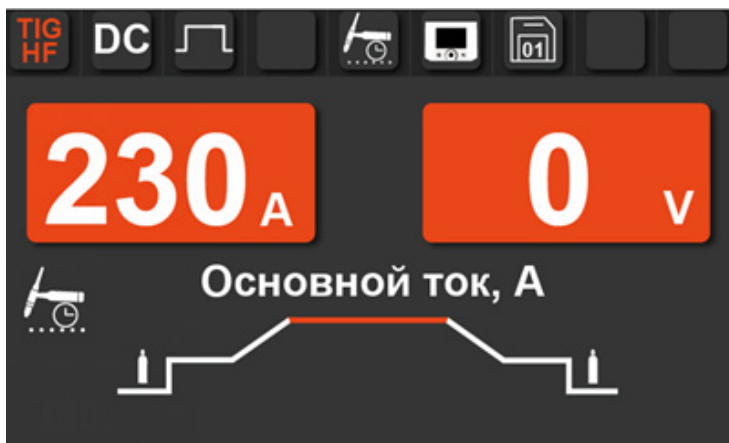 TIG
HF
DC
01
230 A
0 V
Основной ток, А